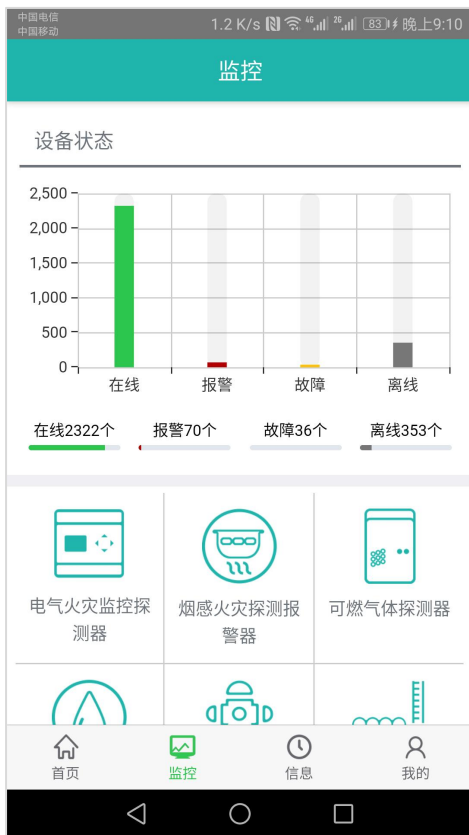 中国电信
中国移动
1.2 K/s 4G 2G 83 晚上9:10
监控
设备状态
2,500
2,000
1,500
1,000
500
0
在线 报警 故障 离线
在线2322个 报警70个 故障36个 离线353个
电气火灾监控探
测器
烟感火灾探测报
警器
可燃气体探测器
首页 监控 信息 我的